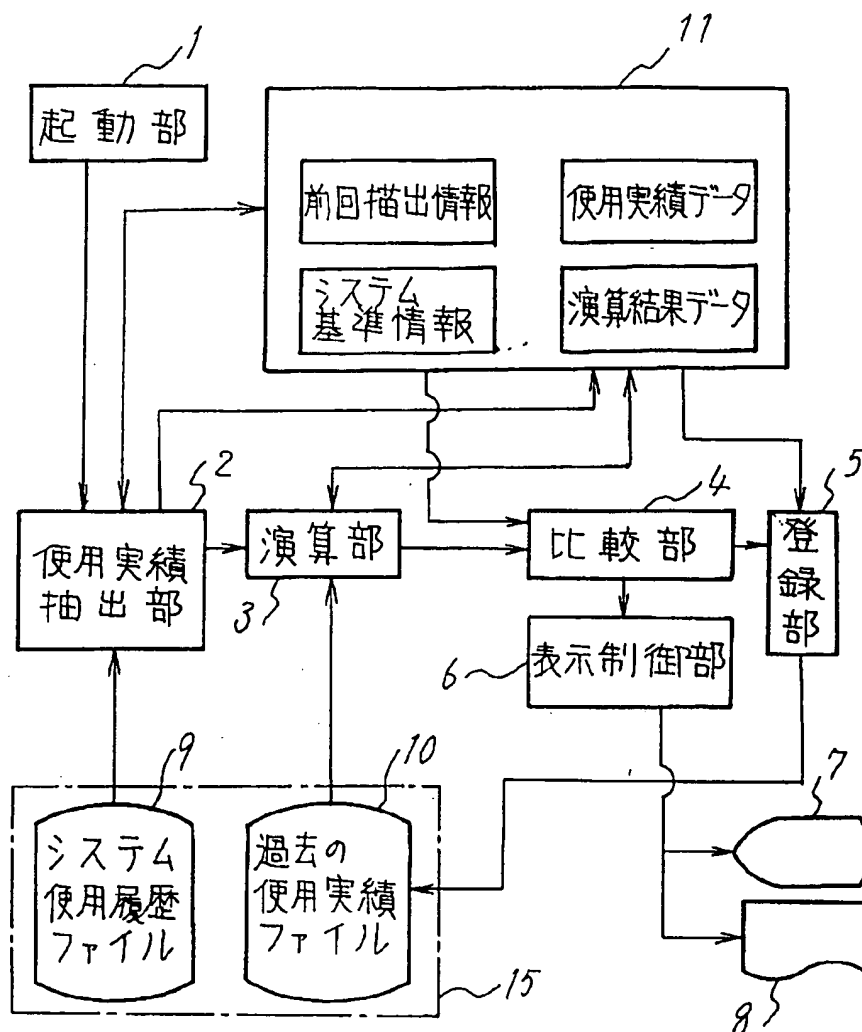 1
11
起動部
前回描出情報
使用実績データ
システム
基準情報
‥
演算結果データ
2
5
4
使用実績
抽出部
演算部
3
比較部
登録部
6
表示制御部
9
10
7
システム
使用履歴
ファイル
過去の
使用実績
ファイル
15
8